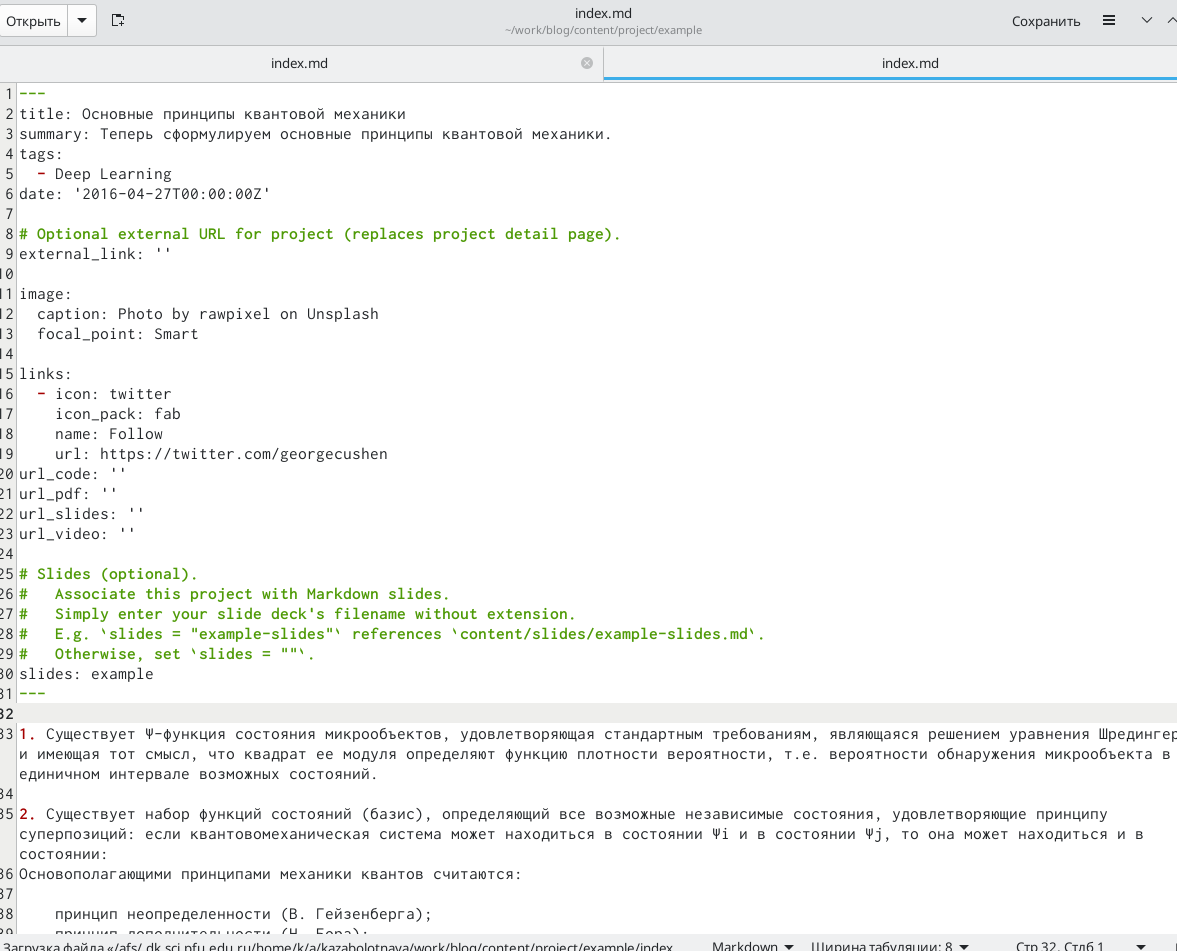 Открыть
index.md
~/work/blog/content/project/example
Сохранить
index.md
index.md
1 ---
2 title: Основные принципы квантовой механики
3 summary: Теперь сформулируем основные принципы квантовой механики.
4 tags:
5   - Deep Learning
6 date: '2016-04-27T00:00:00Z'
7
8 # Optional external URL for project (replaces project detail page).
9 external_link: ''
10
11 image:
12   caption: Photo by rawpixel on Unsplash
13   focal_point: Smart
14
15 links:
16   - icon: twitter
17     icon_pack: fab
18     name: Follow
19     url: https://twitter.com/georgecushen
20 url_code: ''
21 url_pdf: ''
22 url_slides: ''
23 url_video: ''
24
25 # Slides (optional).
26 #   Associate this project with Markdown slides.
27 #   Simply enter your slide deck's filename without extension.
28 #   E.g. `slides = "example-slides"` references `content/slides/example-slides.md`.
29 #   Otherwise, set `slides = ""`.
30 slides: example
31 ---
32
33 1. Существует Ψ-функция состояния микрообъектов, удовлетворяющая стандартным требованиям, являющаяся решением уравнения Шрединger
и имеющая тот смысл, что квадрат ее модуля определяют функцию плотности вероятности, т.е. вероятности обнаружения микрообъекта в
единичном интервале возможных состояний.
34
35 2. Существует набор функций состояний (базис), определяющий все возможные независимые состояния, удовлетворяющие принципу
суперпозиций: если квантовомеханическая система может находиться в состоянии Ψi и в состоянии Ψj, то она может находиться и в
состоянии:
36 Основополагающими принципами механики квантов считаются:
37
38     принцип неопределенности (В. Гейзенберга);
39     принцип дополнительности (Н. Бора);
Загрузка файла «/afs/.dk.sci.pfu.edu.ru/home/k/a/kazabolotnaya/work/blog/content/project/example/index
Markdown
Ширина табуляции: 8
Стр 32, Стлб 1